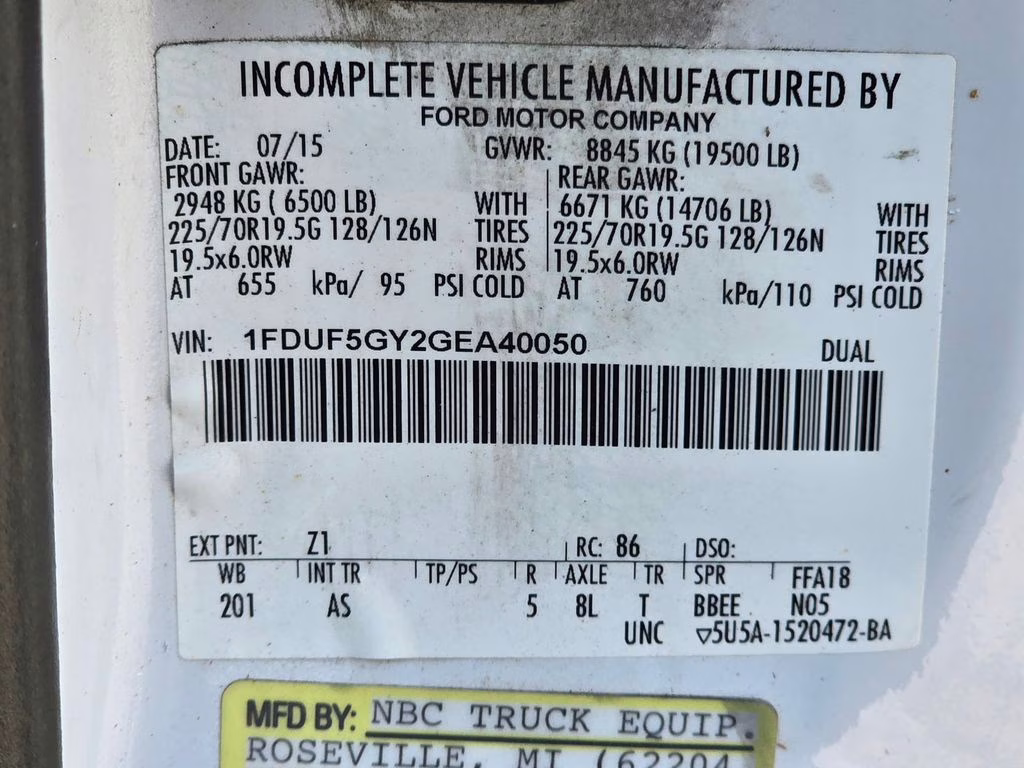 INCOMPLETE VEHICLE MANUFACTURED BY
FORD MOTOR COMPANY
DATE: 07/15 GVWR: 8845 KG (19500 LB)
FRONT GAWR: REAR GAWR:
2948 KG ( 6500 LB) WITH 6671 KG (14706 LB) WITH
225/70R19.5G 128/126N TIRES 225/70R19.5G 128/126N TIRES
19.5x6.0RW RIMS 19.5x6.0RW RIMS
AT 655 kPa/ 95 PSI COLD AT 760 kPa/110 PSI COLD
VIN: 1FDUF5GY2GEA40050 DUAL
EXT PNT: Z1 RC: 86 DSO:
WB INT TR TP/PS R AXLE TR SPR FFA18
201 AS 5 8L T BBEE N05
UNC ▽5U5A-1520472-BA
MFD BY: NBC TRUCK EQUIP.
ROSEVILLE, MI (62204